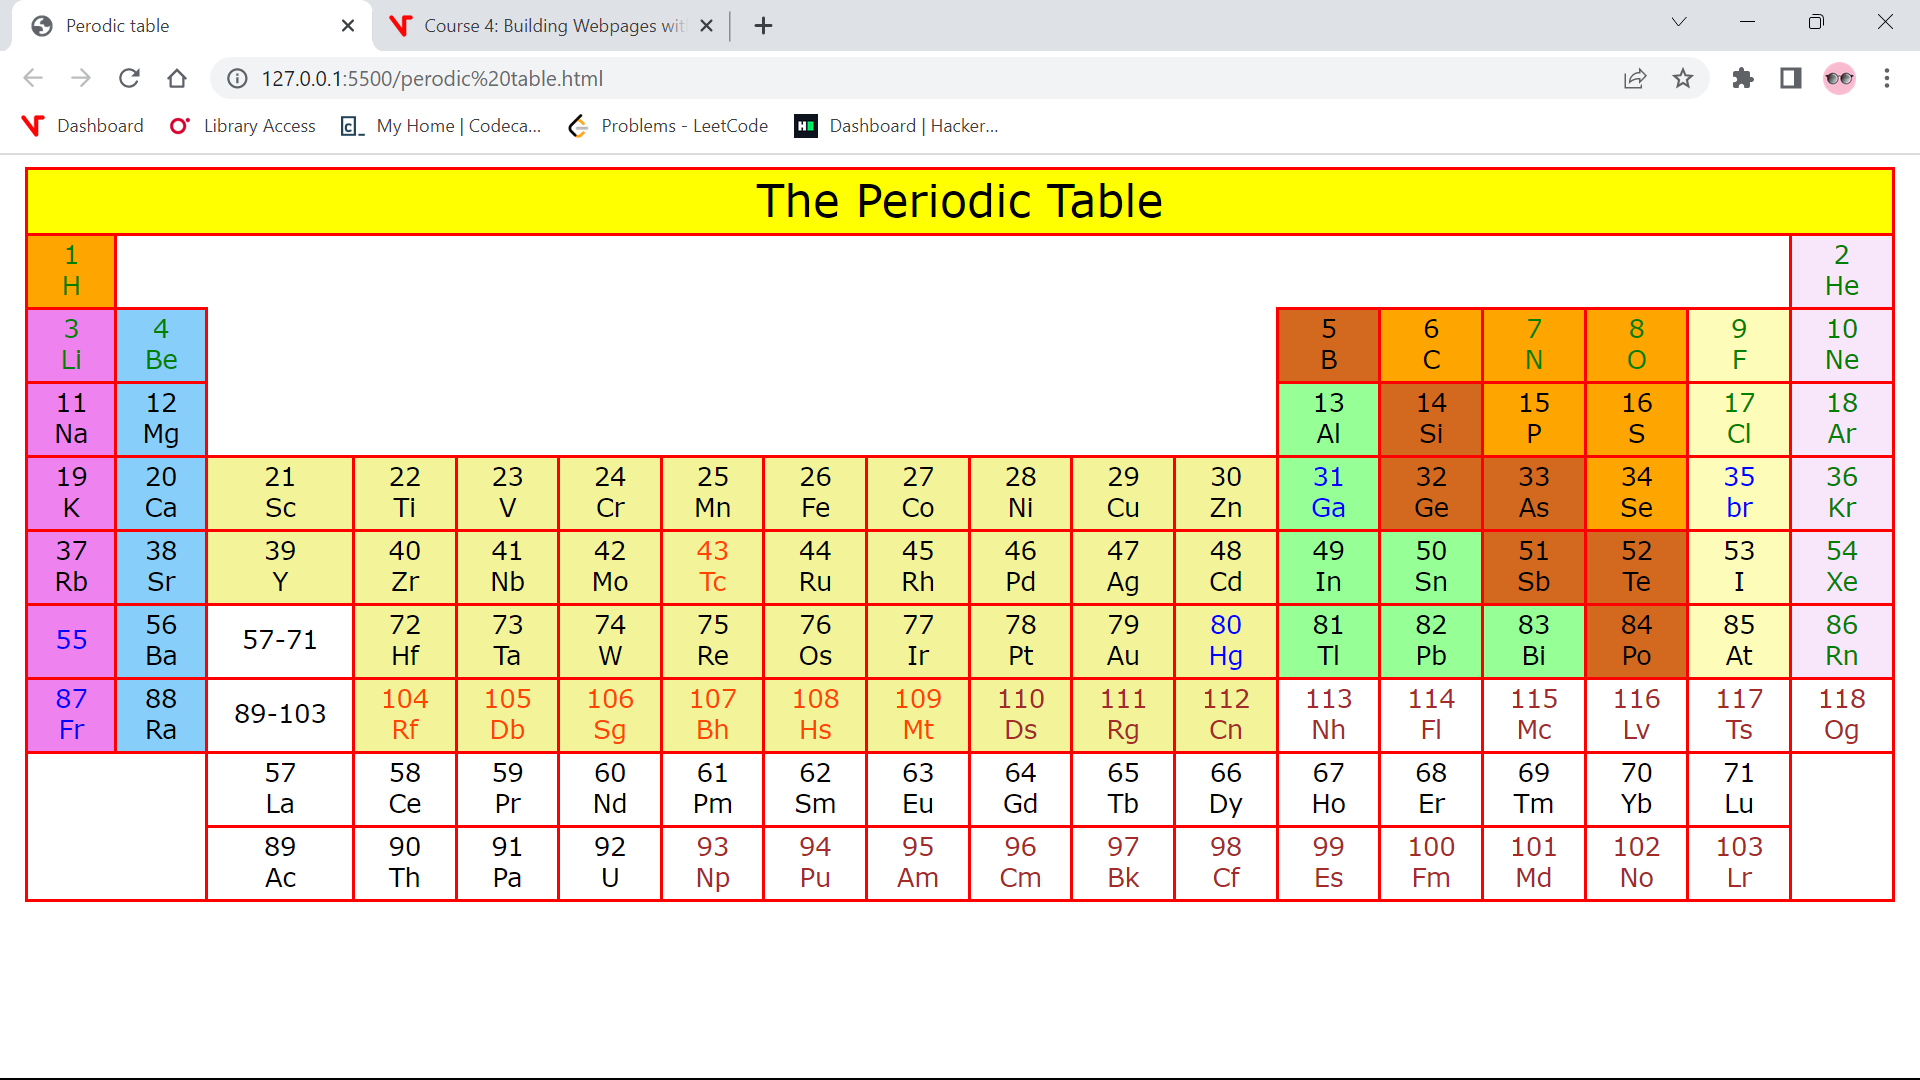 Perodic table
Course 4: Building Webpages wit
127.0.0.1:5500/perodic%20table.html
Dashboard Library Access My Home | Codeca... Problems - LeetCode Dashboard | Hacker...
The Periodic Table
1 2
H He
3 4 5 6 7 8 9 10
Li Be B C N O F Ne
11 12 13 14 15 16 17 18
Na Mg Al Si P S Cl Ar
19 20 21 22 23 24 25 26 27 28 29 30 31 32 33 34 35 36
K Ca Sc Ti V Cr Mn Fe Co Ni Cu Zn Ga Ge As Se br Kr
37 38 39 40 41 42 43 44 45 46 47 48 49 50 51 52 53 54
Rb Sr Y Zr Nb Mo Tc Ru Rh Pd Ag Cd In Sn Sb Te I Xe
55 56 57-71 72 73 74 75 76 77 78 79 80 81 82 83 84 85 86
Ba Hf Ta W Re Os Ir Pt Au Hg Tl Pb Bi Po At Rn
87 88 89-103 104 105 106 107 108 109 110 111 112 113 114 115 116 117 118
Fr Ra Rf Db Sg Bh Hs Mt Ds Rg Cn Nh Fl Mc Lv Ts Og
57 58 59 60 61 62 63 64 65 66 67 68 69 70 71
La Ce Pr Nd Pm Sm Eu Gd Tb Dy Ho Er Tm Yb Lu
89 90 91 92 93 94 95 96 97 98 99 100 101 102 103
Ac Th Pa U Np Pu Am Cm Bk Cf Es Fm Md No Lr